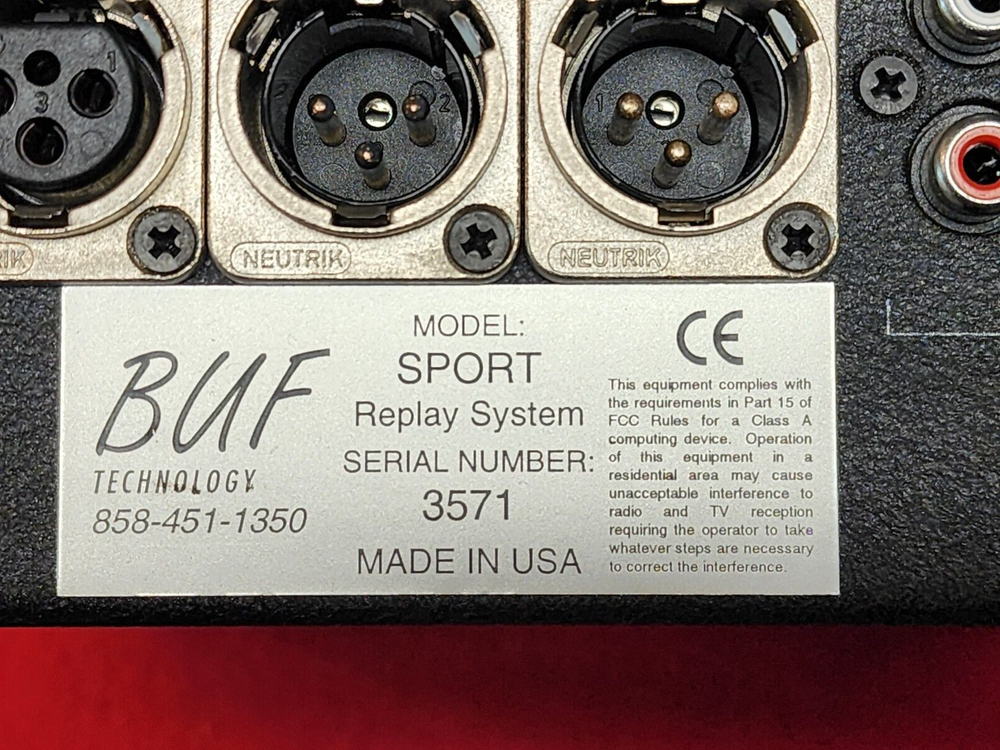 1
3
2
1
RIK
NEUTRIK
NEUTRIK
BUF
TECHNOLOGY
858-451-1350
MODEL:
SPORT
Replay System
SERIAL NUMBER:
3571
MADE IN USA
CE
This equipment complies with
the requirements in Part 15 of
FCC Rules for a Class A
computing device. Operation
of this equipment in a
residential area may cause
unacceptable interference to
radio and TV reception
requiring the operator to take
whatever steps are necessary
to correct the interference.